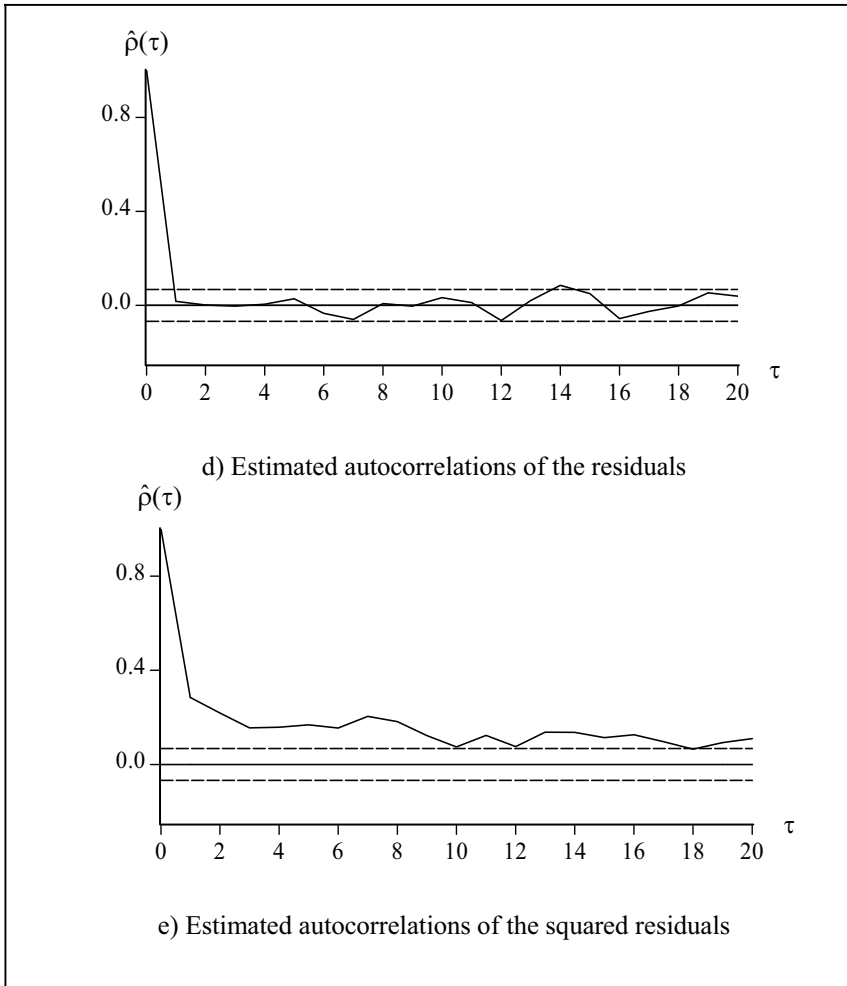 ρ̂(τ)
0.8
0.4
0.0
τ
0 2 4 6 8 10 12 14 16 18 20
d) Estimated autocorrelations of the residuals
ρ̂(τ)
0.8
0.4
0.0
τ
0 2 4 6 8 10 12 14 16 18 20
e) Estimated autocorrelations of the squared residuals